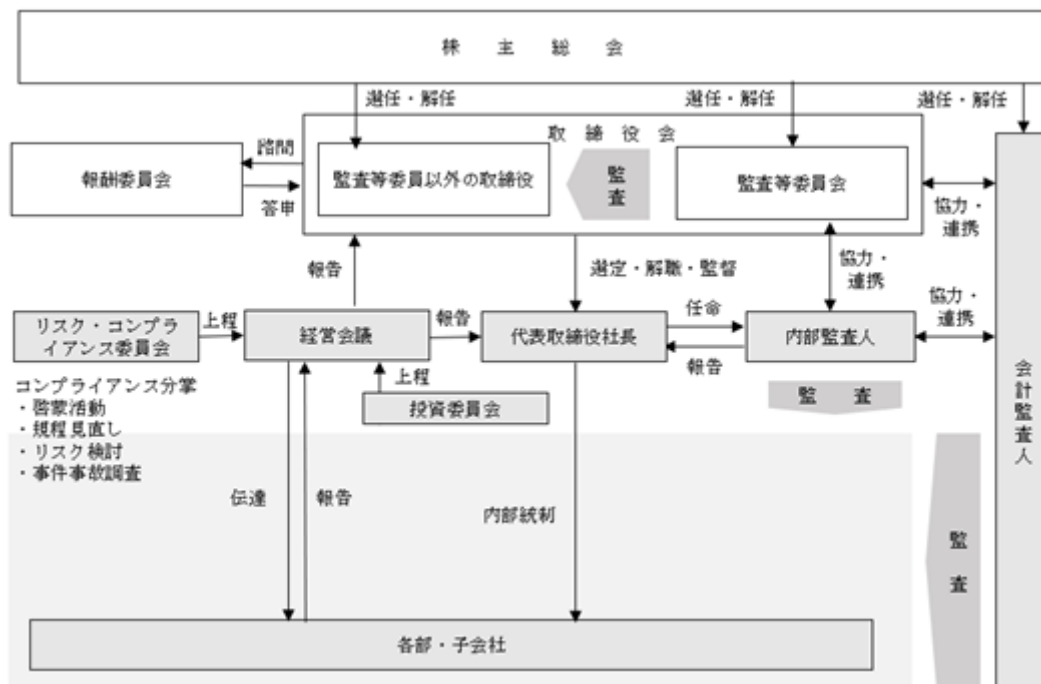 株主総会
選任・解任
選任・解任
選任・解任
取締役会
諮問
報酬委員会
監査等委員以外の取締役
監査
監査等委員会
答申
協力・
連携
報告
選定・解職・監督
協力・
連携
リスク・コンプラ
イアンス委員会
上程
経営会議
報告
代表取締役社長
任命
報告
内部監査人
協力・
連携
会計監査人
コンプライアンス分掌
・啓蒙活動
・規程見直し
・リスク検討
・事件事故調査
上程
投資委員会
監査
伝達
報告
内部統制
監査
各部・子会社